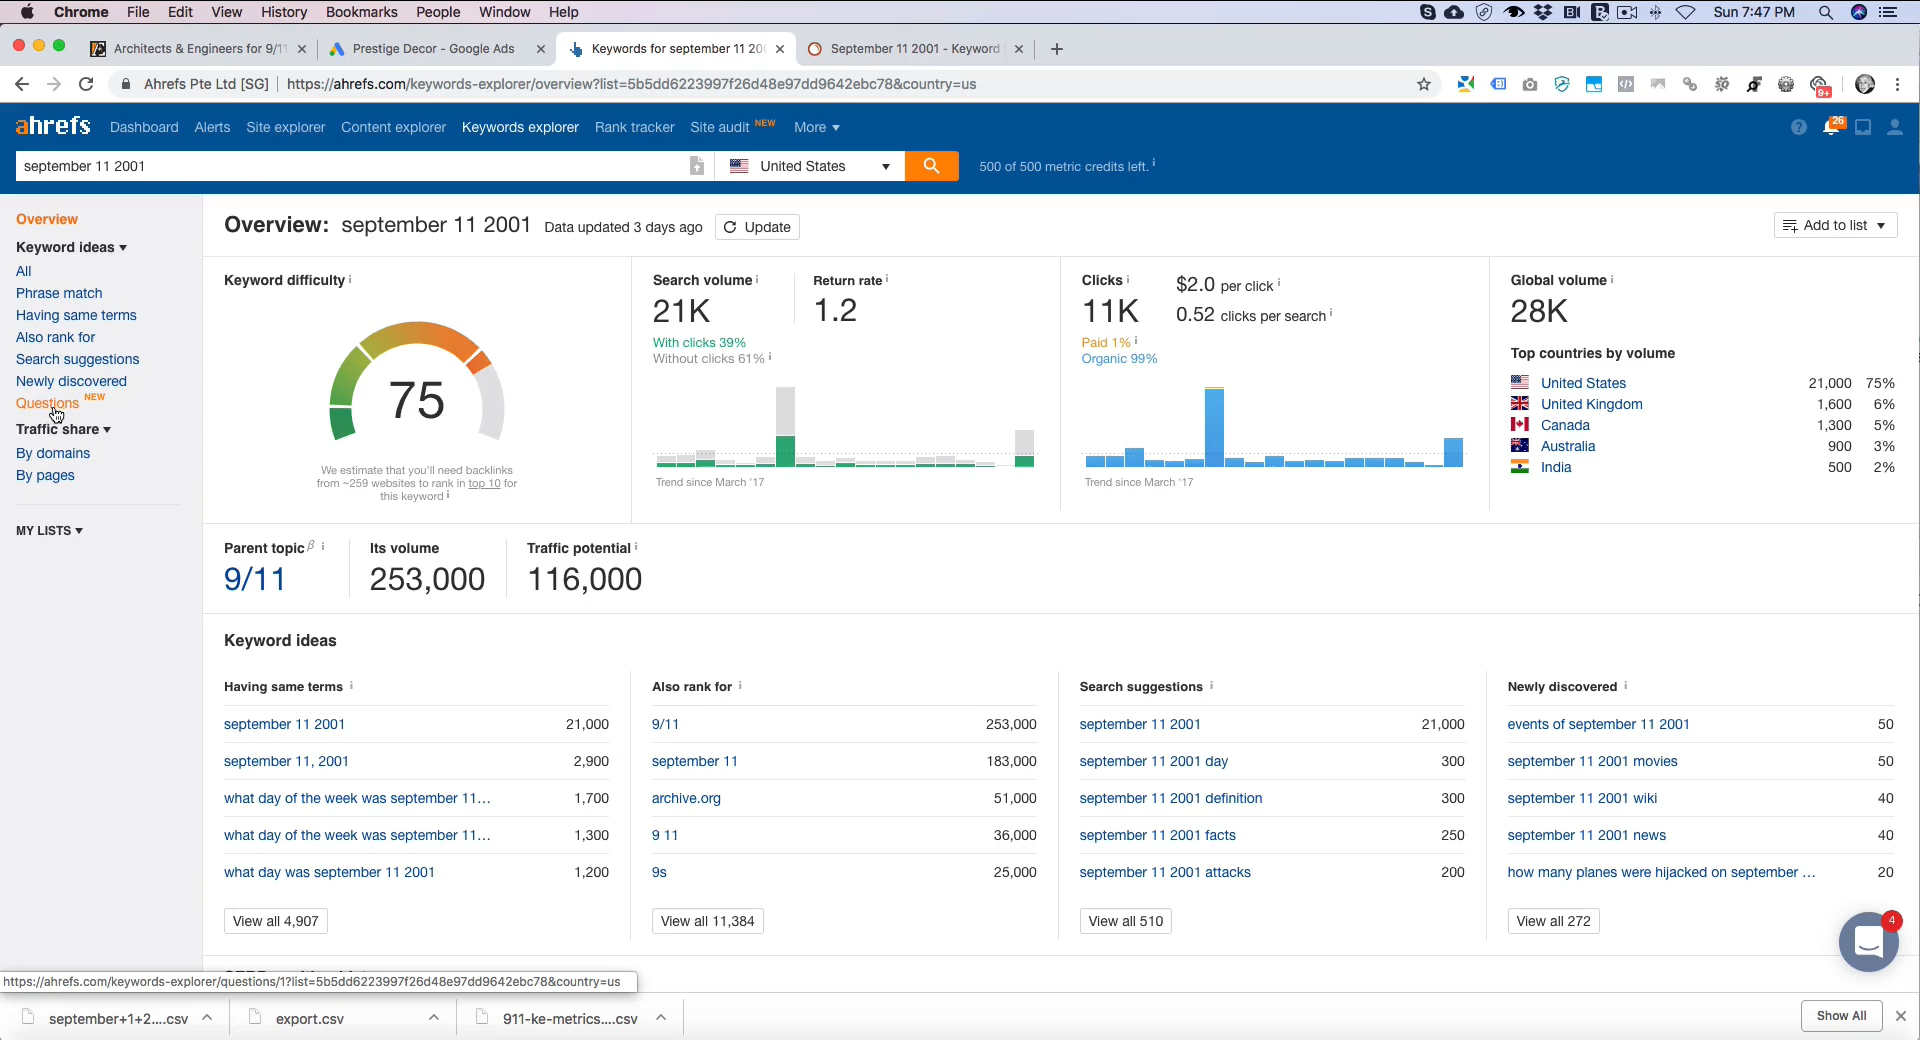 Chrome File Edit View History Bookmarks People Window Help
Sun 7:47 PM
Architects & Engineers for 9/1
Prestige Decor - Google Ads
Keywords for september 11 20
September 11 2001 - Keyword
Ahrefs Pte Ltd [SG] | https://ahrefs.com/keywords-explorer/overview?list=5b5dd6223997f26d48e97dd9642ebc78&country=us
9+
ahrefs Dashboard Alerts Site explorer Content explorer Keywords explorer Rank tracker Site audit NEW More
26
september 11 2001
United States
500 of 500 metric credits left. i
Overview
Keyword ideas
All
Phrase match
Having same terms
Also rank for
Search suggestions
Newly discovered
Questions NEW
Traffic share
By domains
By pages
MY LISTS
Overview: september 11 2001 Data updated 3 days ago Update
Add to list
Keyword difficulty i
75
We estimate that you'll need backlinks
from ~259 websites to rank in top 10 for
this keyword i
Search volume i
21K
With clicks 39%
Without clicks 61% i
Return rate i
1.2
Trend since March '17
Clicks i
11K
Paid 1% i
Organic 99%
$2.0 per click i
0.52 clicks per search i
Trend since March '17
Global volume i
28K
Top countries by volume
United States 21,000 75%
United Kingdom 1,600 6%
Canada 1,300 5%
Australia 900 3%
India 500 2%
Parent topic β i
9/11
Its volume
253,000
Traffic potential i
116,000
Keyword ideas
Having same terms i
september 11 2001 21,000
september 11, 2001 2,900
what day of the week was september 11... 1,700
what day of the week was september 11... 1,300
what day was september 11 2001 1,200
View all 4,907
Also rank for i
9/11 253,000
september 11 183,000
archive.org 51,000
9 11 36,000
9s 25,000
View all 11,384
Search suggestions i
september 11 2001 21,000
september 11 2001 day 300
september 11 2001 definition 300
september 11 2001 facts 250
september 11 2001 attacks 200
View all 510
Newly discovered i
events of september 11 2001 50
september 11 2001 movies 50
september 11 2001 wiki 40
september 11 2001 news 40
how many planes were hijacked on september ... 20
View all 272
4
https://ahrefs.com/keywords-explorer/questions/1?list=5b5dd6223997f26d48e97dd9642ebc78&country=us
september+1+2....csv
export.csv
911-ke-metrics....csv
Show All